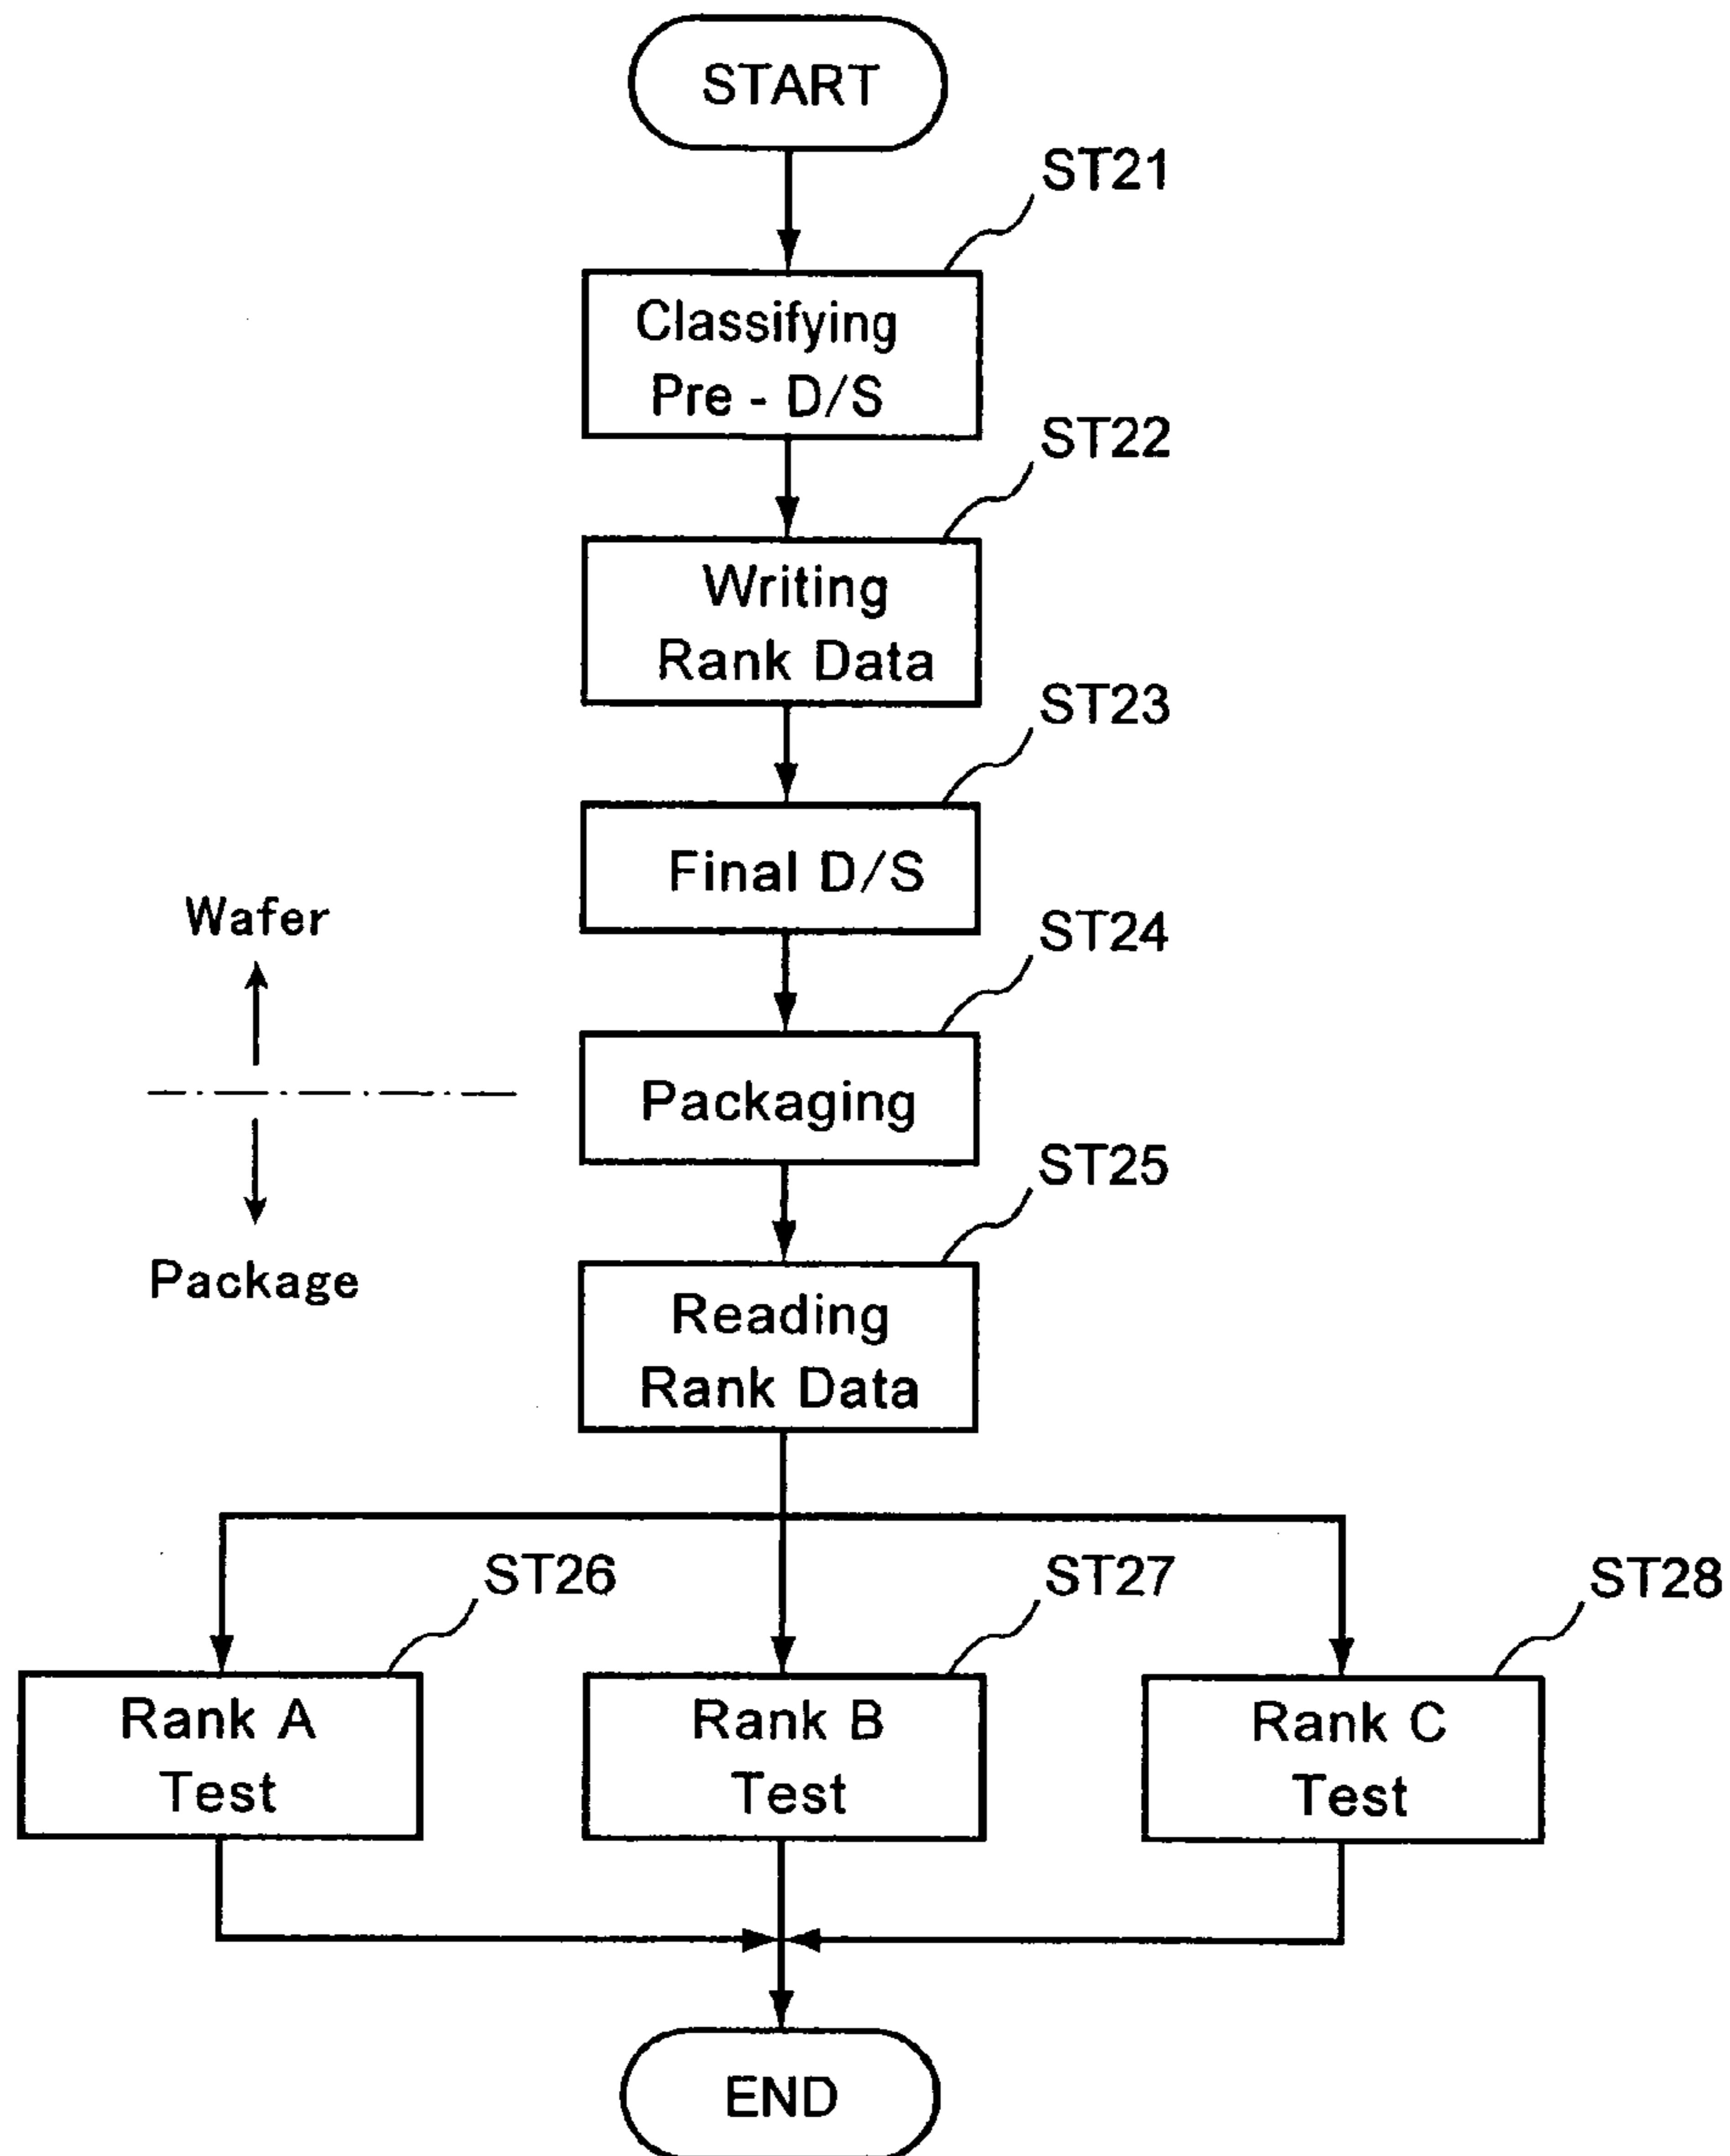 START
ST21
Classifying
Pre - D/S
ST22
Writing
Rank Data
ST23
Final D/S
Wafer
ST24
Packaging
ST25
Package
Reading
Rank Data
ST26
ST27
ST28
Rank A
Test
Rank B
Test
Rank C
Test
END